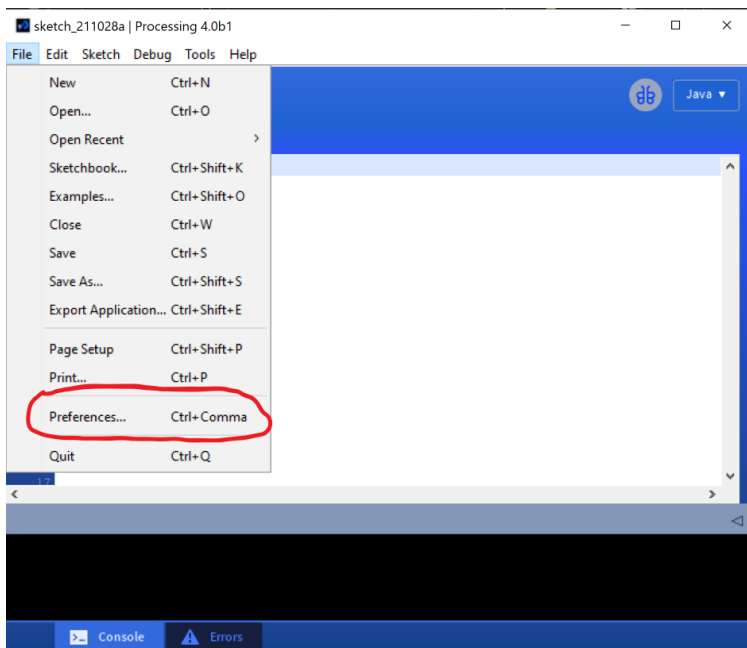 sketch_211028a | Processing 4.0b1
File Edit Sketch Debug Tools Help
New Ctrl+N
Open... Ctrl+O
Open Recent >
Sketchbook... Ctrl+Shift+K
Examples... Ctrl+Shift+O
Close Ctrl+W
Save Ctrl+S
Save As... Ctrl+Shift+S
Export Application... Ctrl+Shift+E
Page Setup Ctrl+Shift+P
Print... Ctrl+P
Preferences... Ctrl+Comma
Quit Ctrl+Q
Java ▼
17
Console Errors